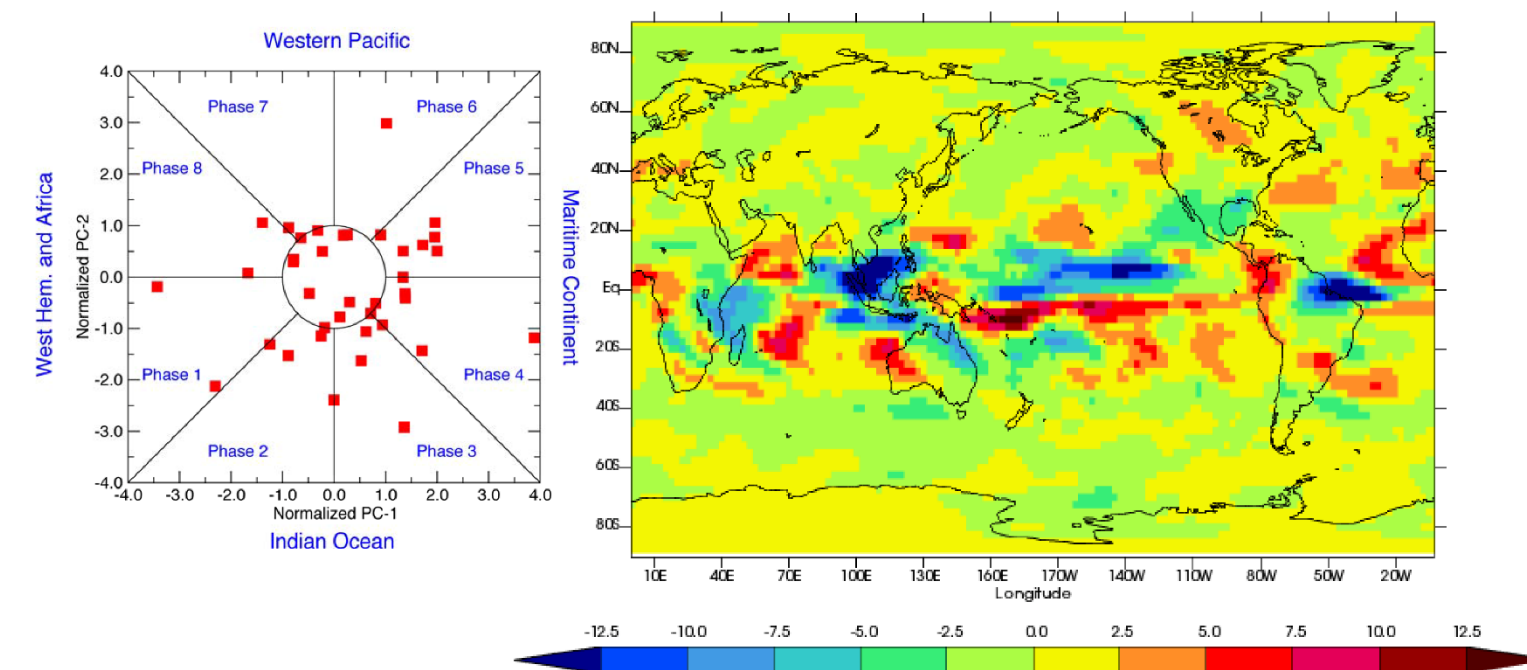 Western Pacific
4.0
3.0
2.0
1.0
0.0
-1.0
-2.0
-3.0
-4.0
Phase 7
Phase 6
Phase 8
Phase 5
Phase 1
Phase 4
Phase 2
Phase 3
West Hem. and Africa
Normalized PC-2
Maritime Continent
-4.0 -3.0 -2.0 -1.0 0.0 1.0 2.0 3.0 4.0
Normalized PC-1
Indian Ocean
80N
60N
40N
20N
Eq
20S
40S
60S
80S
10E 40E 70E 100E 130E 160E 170W 140W 110W 80W 50W 20W
Longitude
-12.5 -10.0 -7.5 -5.0 -2.5 0.0 2.5 5.0 7.5 10.0 12.5